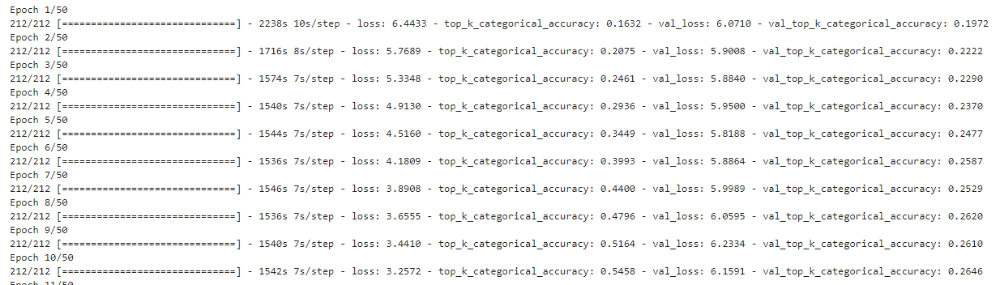 Epoch 1/50
212/212 [==============================] - 2238s 10s/step - loss: 6.4433 - top_k_categorical_accuracy: 0.1632 - val_loss: 6.0710 - val_top_k_categorical_accuracy: 0.1972
Epoch 2/50
212/212 [==============================] - 1716s 8s/step - loss: 5.7689 - top_k_categorical_accuracy: 0.2075 - val_loss: 5.9008 - val_top_k_categorical_accuracy: 0.2222
Epoch 3/50
212/212 [==============================] - 1574s 7s/step - loss: 5.3348 - top_k_categorical_accuracy: 0.2461 - val_loss: 5.8840 - val_top_k_categorical_accuracy: 0.2290
Epoch 4/50
212/212 [==============================] - 1540s 7s/step - loss: 4.9130 - top_k_categorical_accuracy: 0.2936 - val_loss: 5.9500 - val_top_k_categorical_accuracy: 0.2370
Epoch 5/50
212/212 [==============================] - 1544s 7s/step - loss: 4.5160 - top_k_categorical_accuracy: 0.3449 - val_loss: 5.8188 - val_top_k_categorical_accuracy: 0.2477
Epoch 6/50
212/212 [==============================] - 1536s 7s/step - loss: 4.1809 - top_k_categorical_accuracy: 0.3993 - val_loss: 5.8864 - val_top_k_categorical_accuracy: 0.2587
Epoch 7/50
212/212 [==============================] - 1546s 7s/step - loss: 3.8908 - top_k_categorical_accuracy: 0.4400 - val_loss: 5.9989 - val_top_k_categorical_accuracy: 0.2529
Epoch 8/50
212/212 [==============================] - 1536s 7s/step - loss: 3.6555 - top_k_categorical_accuracy: 0.4796 - val_loss: 6.0595 - val_top_k_categorical_accuracy: 0.2620
Epoch 9/50
212/212 [==============================] - 1540s 7s/step - loss: 3.4410 - top_k_categorical_accuracy: 0.5164 - val_loss: 6.2334 - val_top_k_categorical_accuracy: 0.2610
Epoch 10/50
212/212 [==============================] - 1542s 7s/step - loss: 3.2572 - top_k_categorical_accuracy: 0.5458 - val_loss: 6.1591 - val_top_k_categorical_accuracy: 0.2646
Epoch 11/50